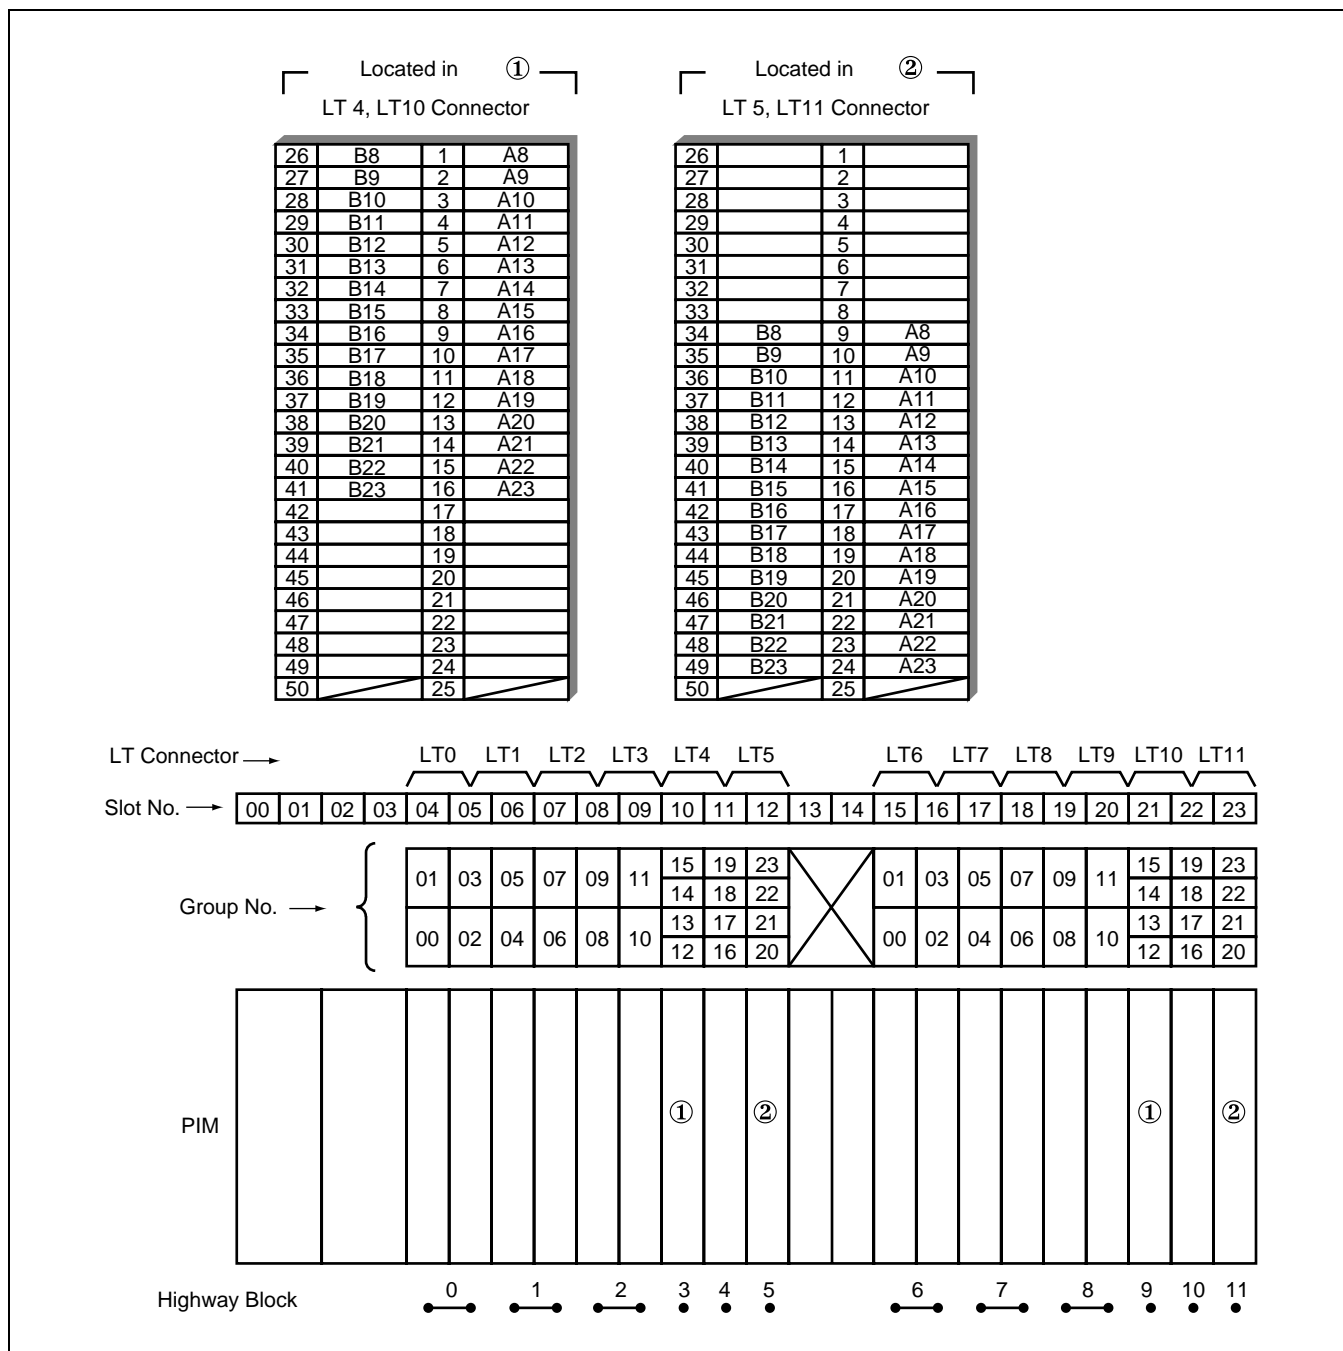 Located in ① Located in ②
LT 4, LT10 Connector LT 5, LT11 Connector
26 B8 1 A8 26 1
27 B9 2 A9 27 2
28 B10 3 A10 28 3
29 B11 4 A11 29 4
30 B12 5 A12 30 5
31 B13 6 A13 31 6
32 B14 7 A14 32 7
33 B15 8 A15 33 8
34 B16 9 A16 34 B8 9 A8
35 B17 10 A17 35 B9 10 A9
36 B18 11 A18 36 B10 11 A10
37 B19 12 A19 37 B11 12 A11
38 B20 13 A20 38 B12 13 A12
39 B21 14 A21 39 B13 14 A13
40 B22 15 A22 40 B14 15 A14
41 B23 16 A23 41 B15 16 A15
42 17 42 B16 17 A16
43 18 43 B17 18 A17
44 19 44 B18 19 A18
45 20 45 B19 20 A19
46 21 46 B20 21 A20
47 22 47 B21 22 A21
48 23 48 B22 23 A22
49 24 49 B23 24 A23
50 25 50 25
LT Connector → LT0 LT1 LT2 LT3 LT4 LT5 LT6 LT7 LT8 LT9 LT10 LT11
Slot No. → 00 01 02 03 04 05 06 07 08 09 10 11 12 13 14 15 16 17 18 19 20 21 22 23
Group No. →
15 19 23 15 19 23
01 03 05 07 09 11 01 03 05 07 09 11
14 18 22 14 18 22
13 17 21 13 17 21
00 02 04 06 08 10 00 02 04 06 08 10
12 16 20 12 16 20
PIM ① ② ① ②
Highway Block 0 1 2 3 4 5 6 7 8 9 10 11